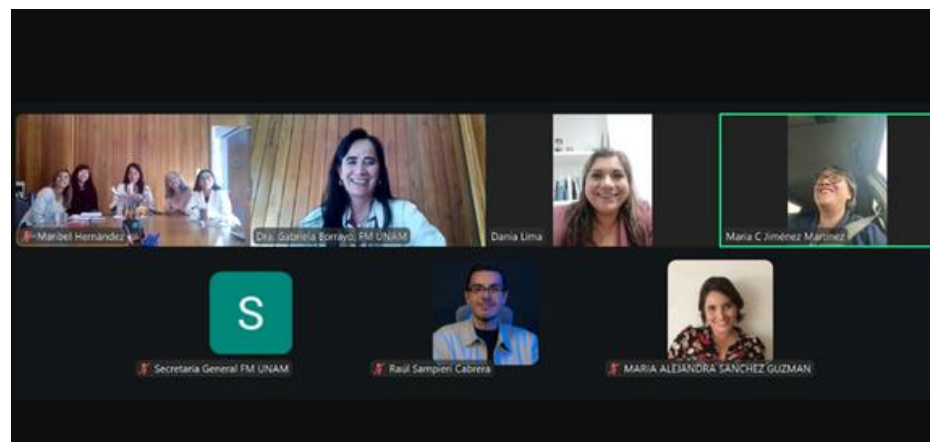 Maribel Hernández
Dra. Gabriela Borrayo, FM UNAM
Dania Lima
Maria C Jiménez Martínez
S
Secretaria General FM UNAM
Raúl Sampieri Cabrera
MARIA ALEJANDRA SANCHEZ GUZMAN